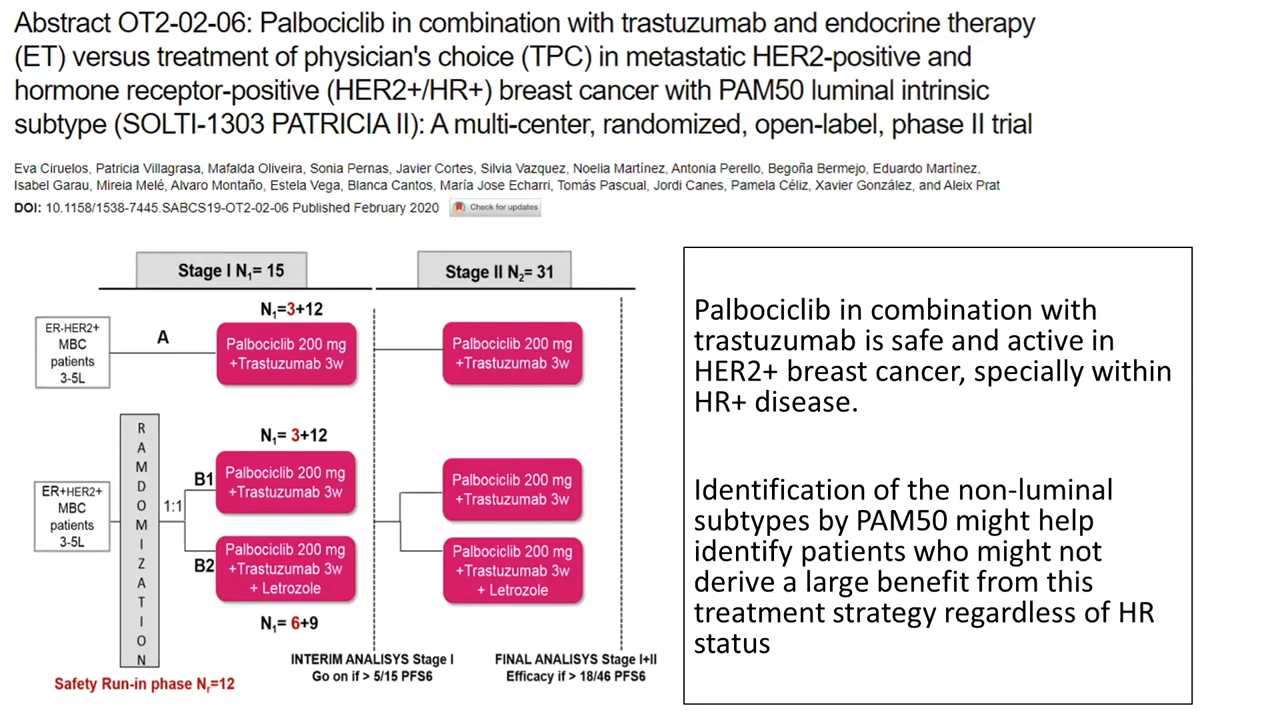 Abstract OT2-02-06: Palbociclib in combination with trastuzumab and endocrine therapy
(ET) versus treatment of physician's choice (TPC) in metastatic HER2-positive and
hormone receptor-positive (HER2+/HR+) breast cancer with PAM50 luminal intrinsic
subtype (SOLTI-1303 PATRICIA II): A multi-center, randomized, open-label, phase II trial
Eva Ciruelos, Patricia Villagrasa, Mafalda Oliveira, Sonia Pernas, Javier Cortes, Silvia Vazquez, Noelia Martínez, Antonia Perello, Begoña Bermejo, Eduardo Martínez,
Isabel Garau, Mireia Melé, Alvaro Montaño, Estela Vega, Blanca Cantos, María Jose Echarri, Tomás Pascual, Jordi Canes, Pamela Céliz, Xavier González, and Aleix Prat
DOI: 10.1158/1538-7445.SABCS19-OT2-02-06 Published February 2020 Check for updates
Stage I N1= 15
Stage II N2= 31
N1=3+12
ER-HER2+
MBC
patients
3-5L
A
Palbociclib 200 mg
+Trastuzumab 3w
Palbociclib 200 mg
+Trastuzumab 3w
ER+HER2+
MBC
patients
3-5L
R
A
M
D
O
M
I
Z
A
T
I
O
N
1:1
N1= 3+12
B1
Palbociclib 200 mg
+Trastuzumab 3w
Palbociclib 200 mg
+Trastuzumab 3w
B2
Palbociclib 200 mg
+Trastuzumab 3w
+ Letrozole
Palbociclib 200 mg
+Trastuzumab 3w
+ Letrozole
N1= 6+9
INTERIM ANALISYS Stage I
Go on if > 5/15 PFS6
FINAL ANALISYS Stage I+II
Efficacy if > 18/46 PFS6
Safety Run-in phase Nr=12
Palbociclib in combination with
trastuzumab is safe and active in
HER2+ breast cancer, specially within
HR+ disease.
Identification of the non-luminal
subtypes by PAM50 might help
identify patients who might not
derive a large benefit from this
treatment strategy regardless of HR
status